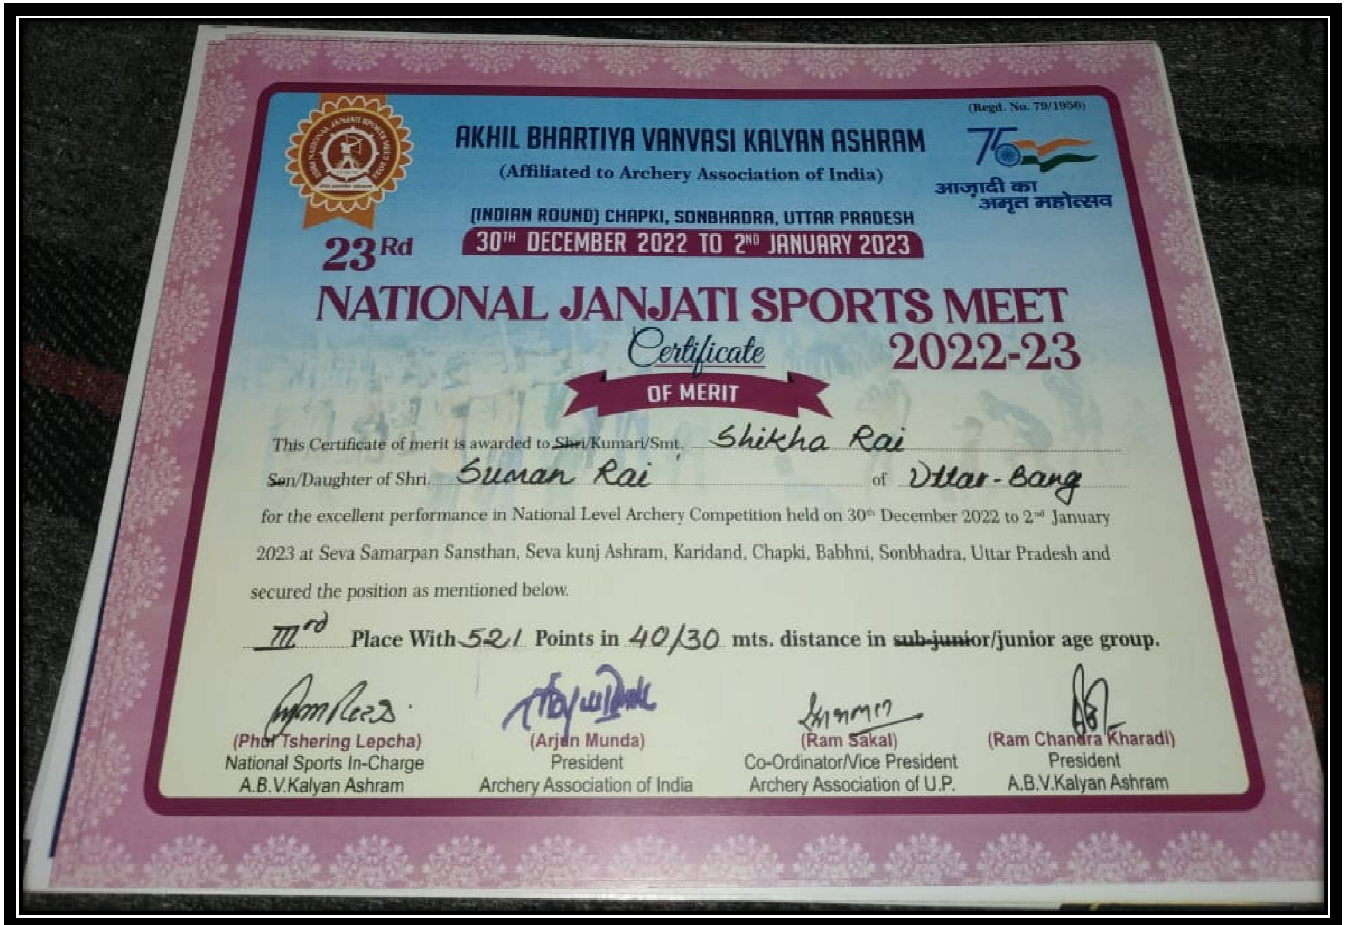 (Regd. No. 79/1956)
AKHIL BHARTIYA VANVASI KALYAN ASHRAM
(Affiliated to Archery Association of India)
75
आज़ादी का
अमृत महोत्सव
(INDIAN ROUND) CHAPKI, SONBHADRA, UTTAR PRADESH
30TH DECEMBER 2022 TO 2ND JANUARY 2023
23Rd
NATIONAL JANJATI SPORTS MEET
2022-23
Certificate
OF MERIT
This Certificate of merit is awarded to Shri/Kumari/Smt. Shikha Rai
Son/Daughter of Shri. Suman Rai of Uttar-Bang
for the excellent performance in National Level Archery Competition held on 30th December 2022 to 2nd January
2023 at Seva Samarpan Sansthan, Seva kunj Ashram, Karidand, Chapki, Babhni, Sonbhadra, Uttar Pradesh and
secured the position as mentioned below.
IIIrd Place With 521 Points in 40/30 mts. distance in sub-junior/junior age group.
(Phur Tshering Lepcha) (Arjun Munda) (Ram Sakal) (Ram Chandra Kharadi)
National Sports In-Charge President Co-Ordinator/Vice President President
A.B.V.Kalyan Ashram Archery Association of India Archery Association of U.P. A.B.V.Kalyan Ashram